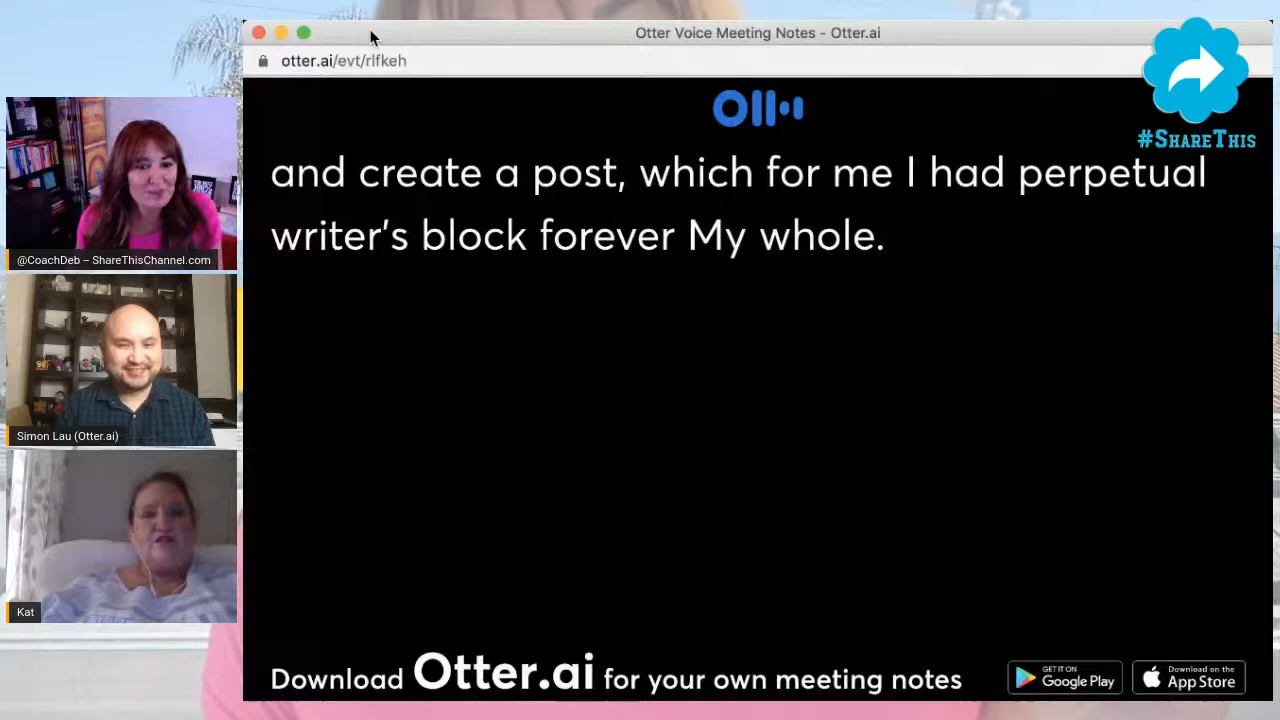 Otter Voice Meeting Notes - Otter.ai
otter.ai/evt/rlfkeh
#SHARETHIS
and create a post, which for me I had perpetual
writer's block forever My whole.
@CoachDeb – ShareThisChannel.com
Simon Lau (Otter.ai)
Kat
Download Otter.ai for your own meeting notes
GET IT ON
Google Play
Download on the
App Store